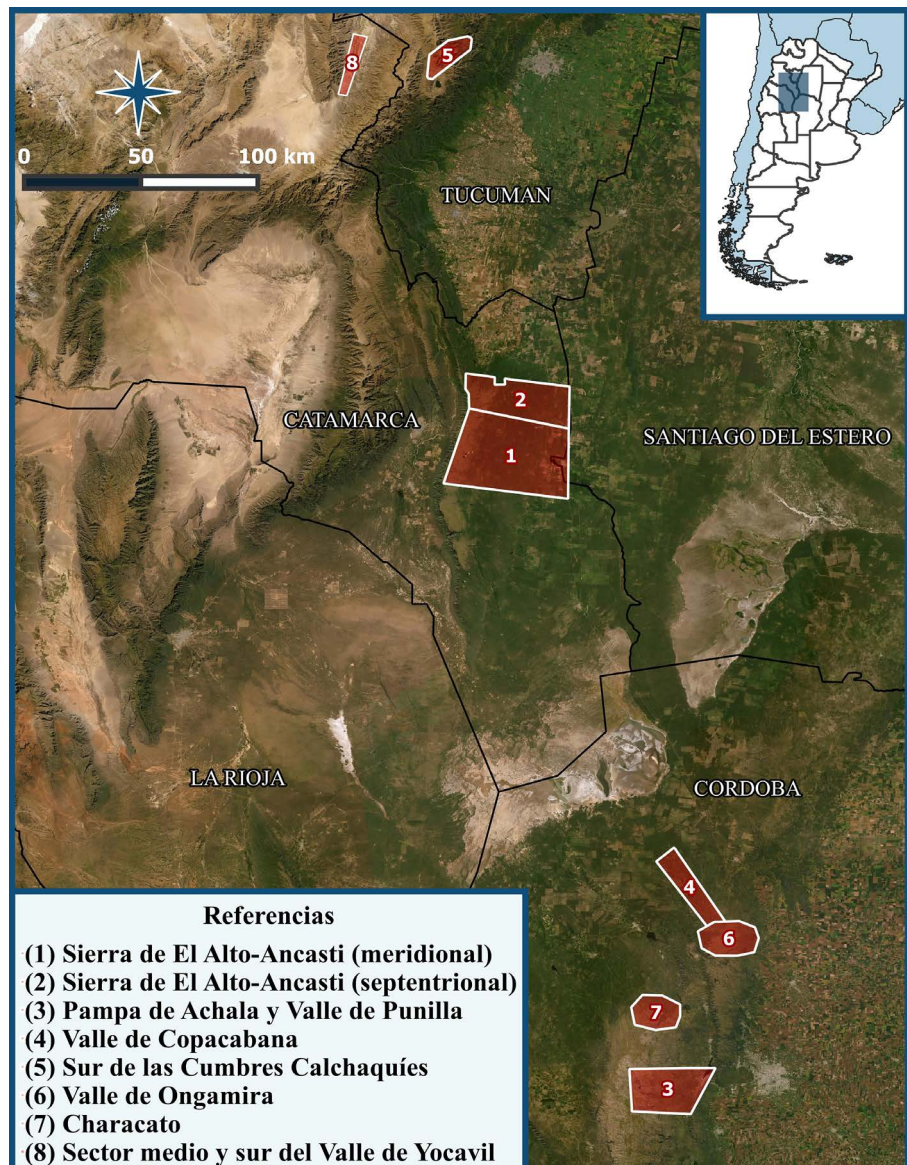 8
5
0 50 100 km
TUCUMAN
2
CATAMARCA
SANTIAGO DEL ESTERO
1
LA RIOJA
CORDOBA
4
6
7
3
Referencias
(1) Sierra de El Alto-Ancasti (meridional)
(2) Sierra de El Alto-Ancasti (septentrional)
(3) Pampa de Achala y Valle de Punilla
(4) Valle de Copacabana
(5) Sur de las Cumbres Calchaquíes
(6) Valle de Ongamira
(7) Characato
(8) Sector medio y sur del Valle de Yocavil